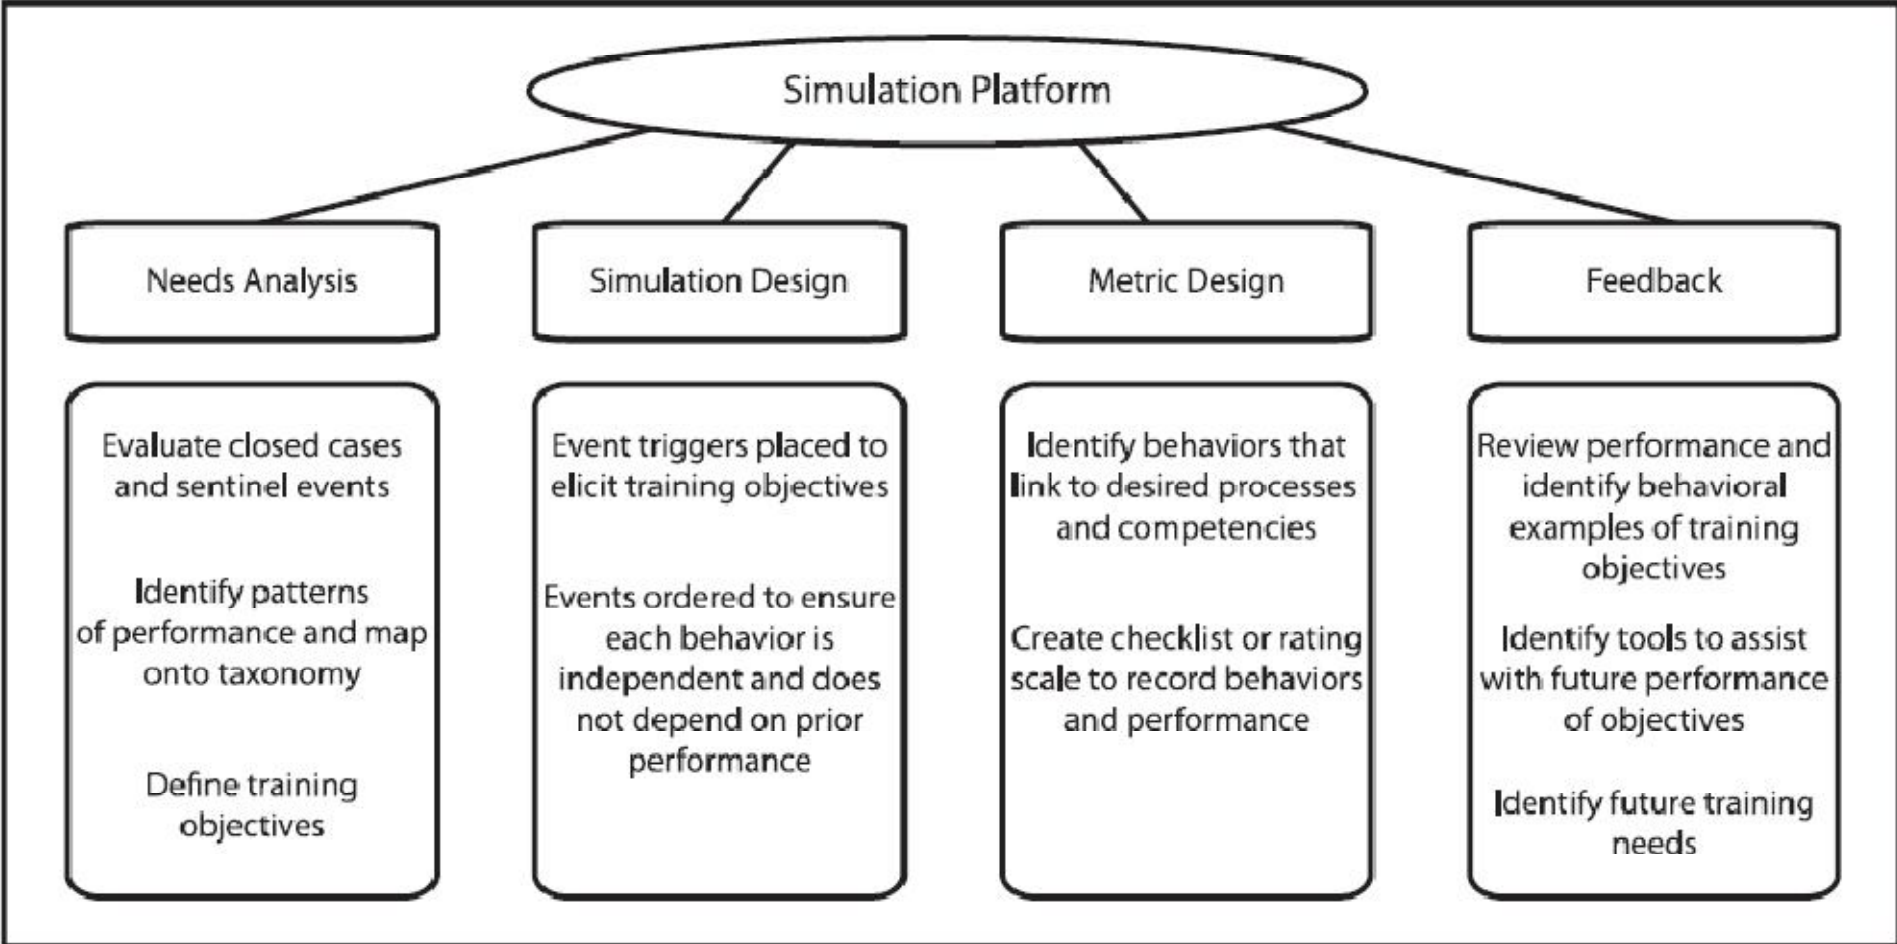 Simulation Platform
Needs Analysis
Simulation Design
Metric Design
Feedback
Evaluate closed cases
and sentinel events
Identify patterns
of performance and map
onto taxonomy
Define training
objectives
Event triggers placed to
elicit training objectives
Events ordered to ensure
each behavior is
independent and does
not depend on prior
performance
Identify behaviors that
link to desired processes
and competencies
Create checklist or rating
scale to record behaviors
and performance
Review performance and
identify behavioral
examples of training
objectives
Identify tools to assist
with future performance
of objectives
Identify future training
needs